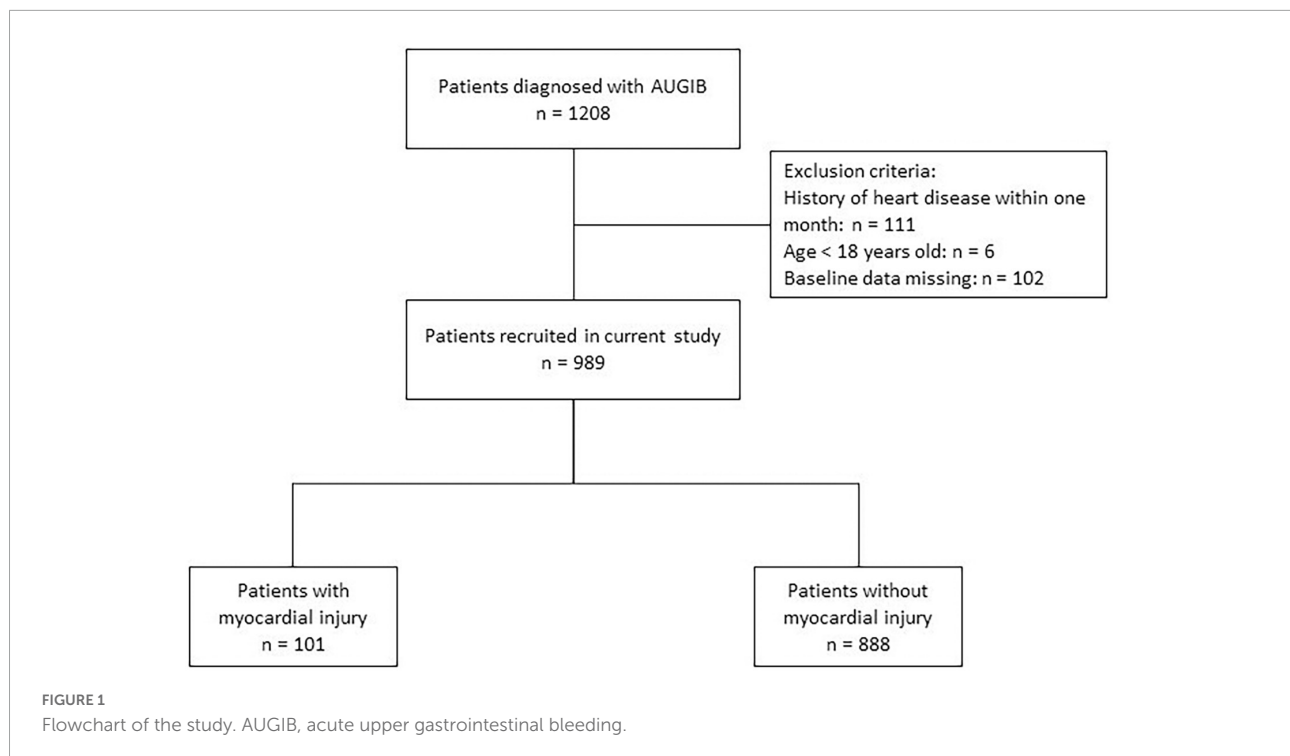 Patients diagnosed with AUGIB
n = 1208
Exclusion criteria:
History of heart disease within one
month: n = 111
Age < 18 years old: n = 6
Baseline data missing: n = 102
Patients recruited in current study
n = 989
Patients with
myocardial injury
n = 101
Patients without
myocardial injury
n = 888
FIGURE 1
Flowchart of the study. AUGIB, acute upper gastrointestinal bleeding.